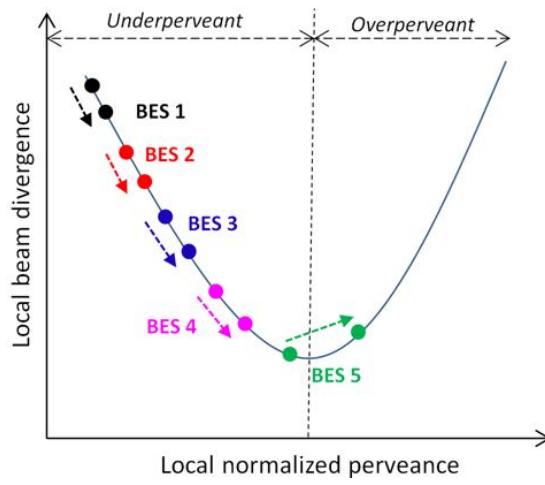 Underperveant
Overperveant
BES 1
BES 2
BES 3
BES 4
BES 5
Local beam divergence
Local normalized perveance